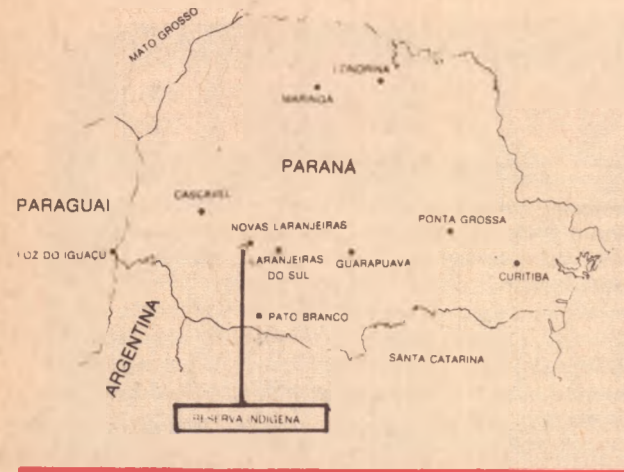 MATO GROSSO
LONDRINA
MARINGA
PARANÁ
CASCAVEL
PARAGUAI
NOVAS LARANJEIRAS
PONTA GROSSA
FOZ DO IGUAÇU
ARANJEIRAS
DO SUL
GUARAPUAVA
CURITIBA
PATO BRANCO
ARGENTINA
SANTA CATARINA
RESERVA INDIGENA